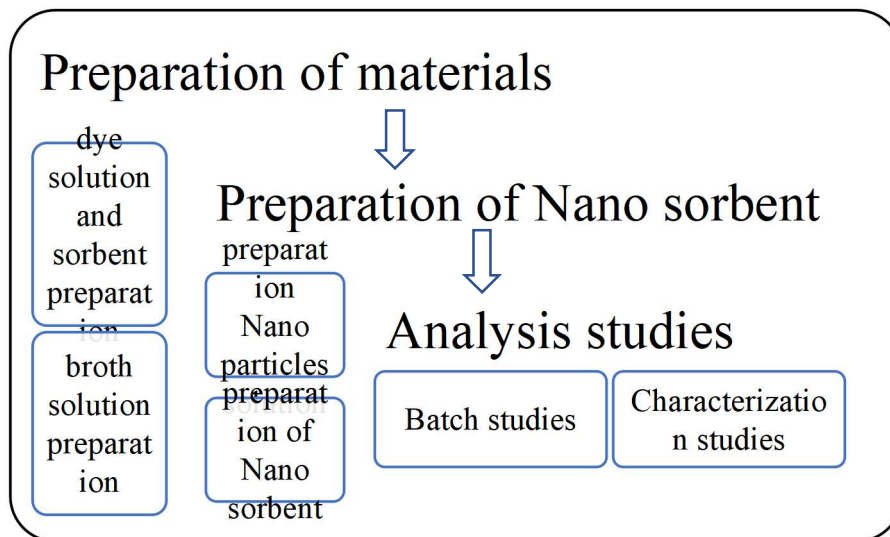 Preparation of materials
dye
solution
and
sorbent
preparat
ion
broth
solution
preparat
ion
Preparation of Nano sorbent
preparat
ion
Nano
particles
solution
preparat
ion of
Nano
sorbent
Analysis studies
Batch studies
Characterizatio
n studies